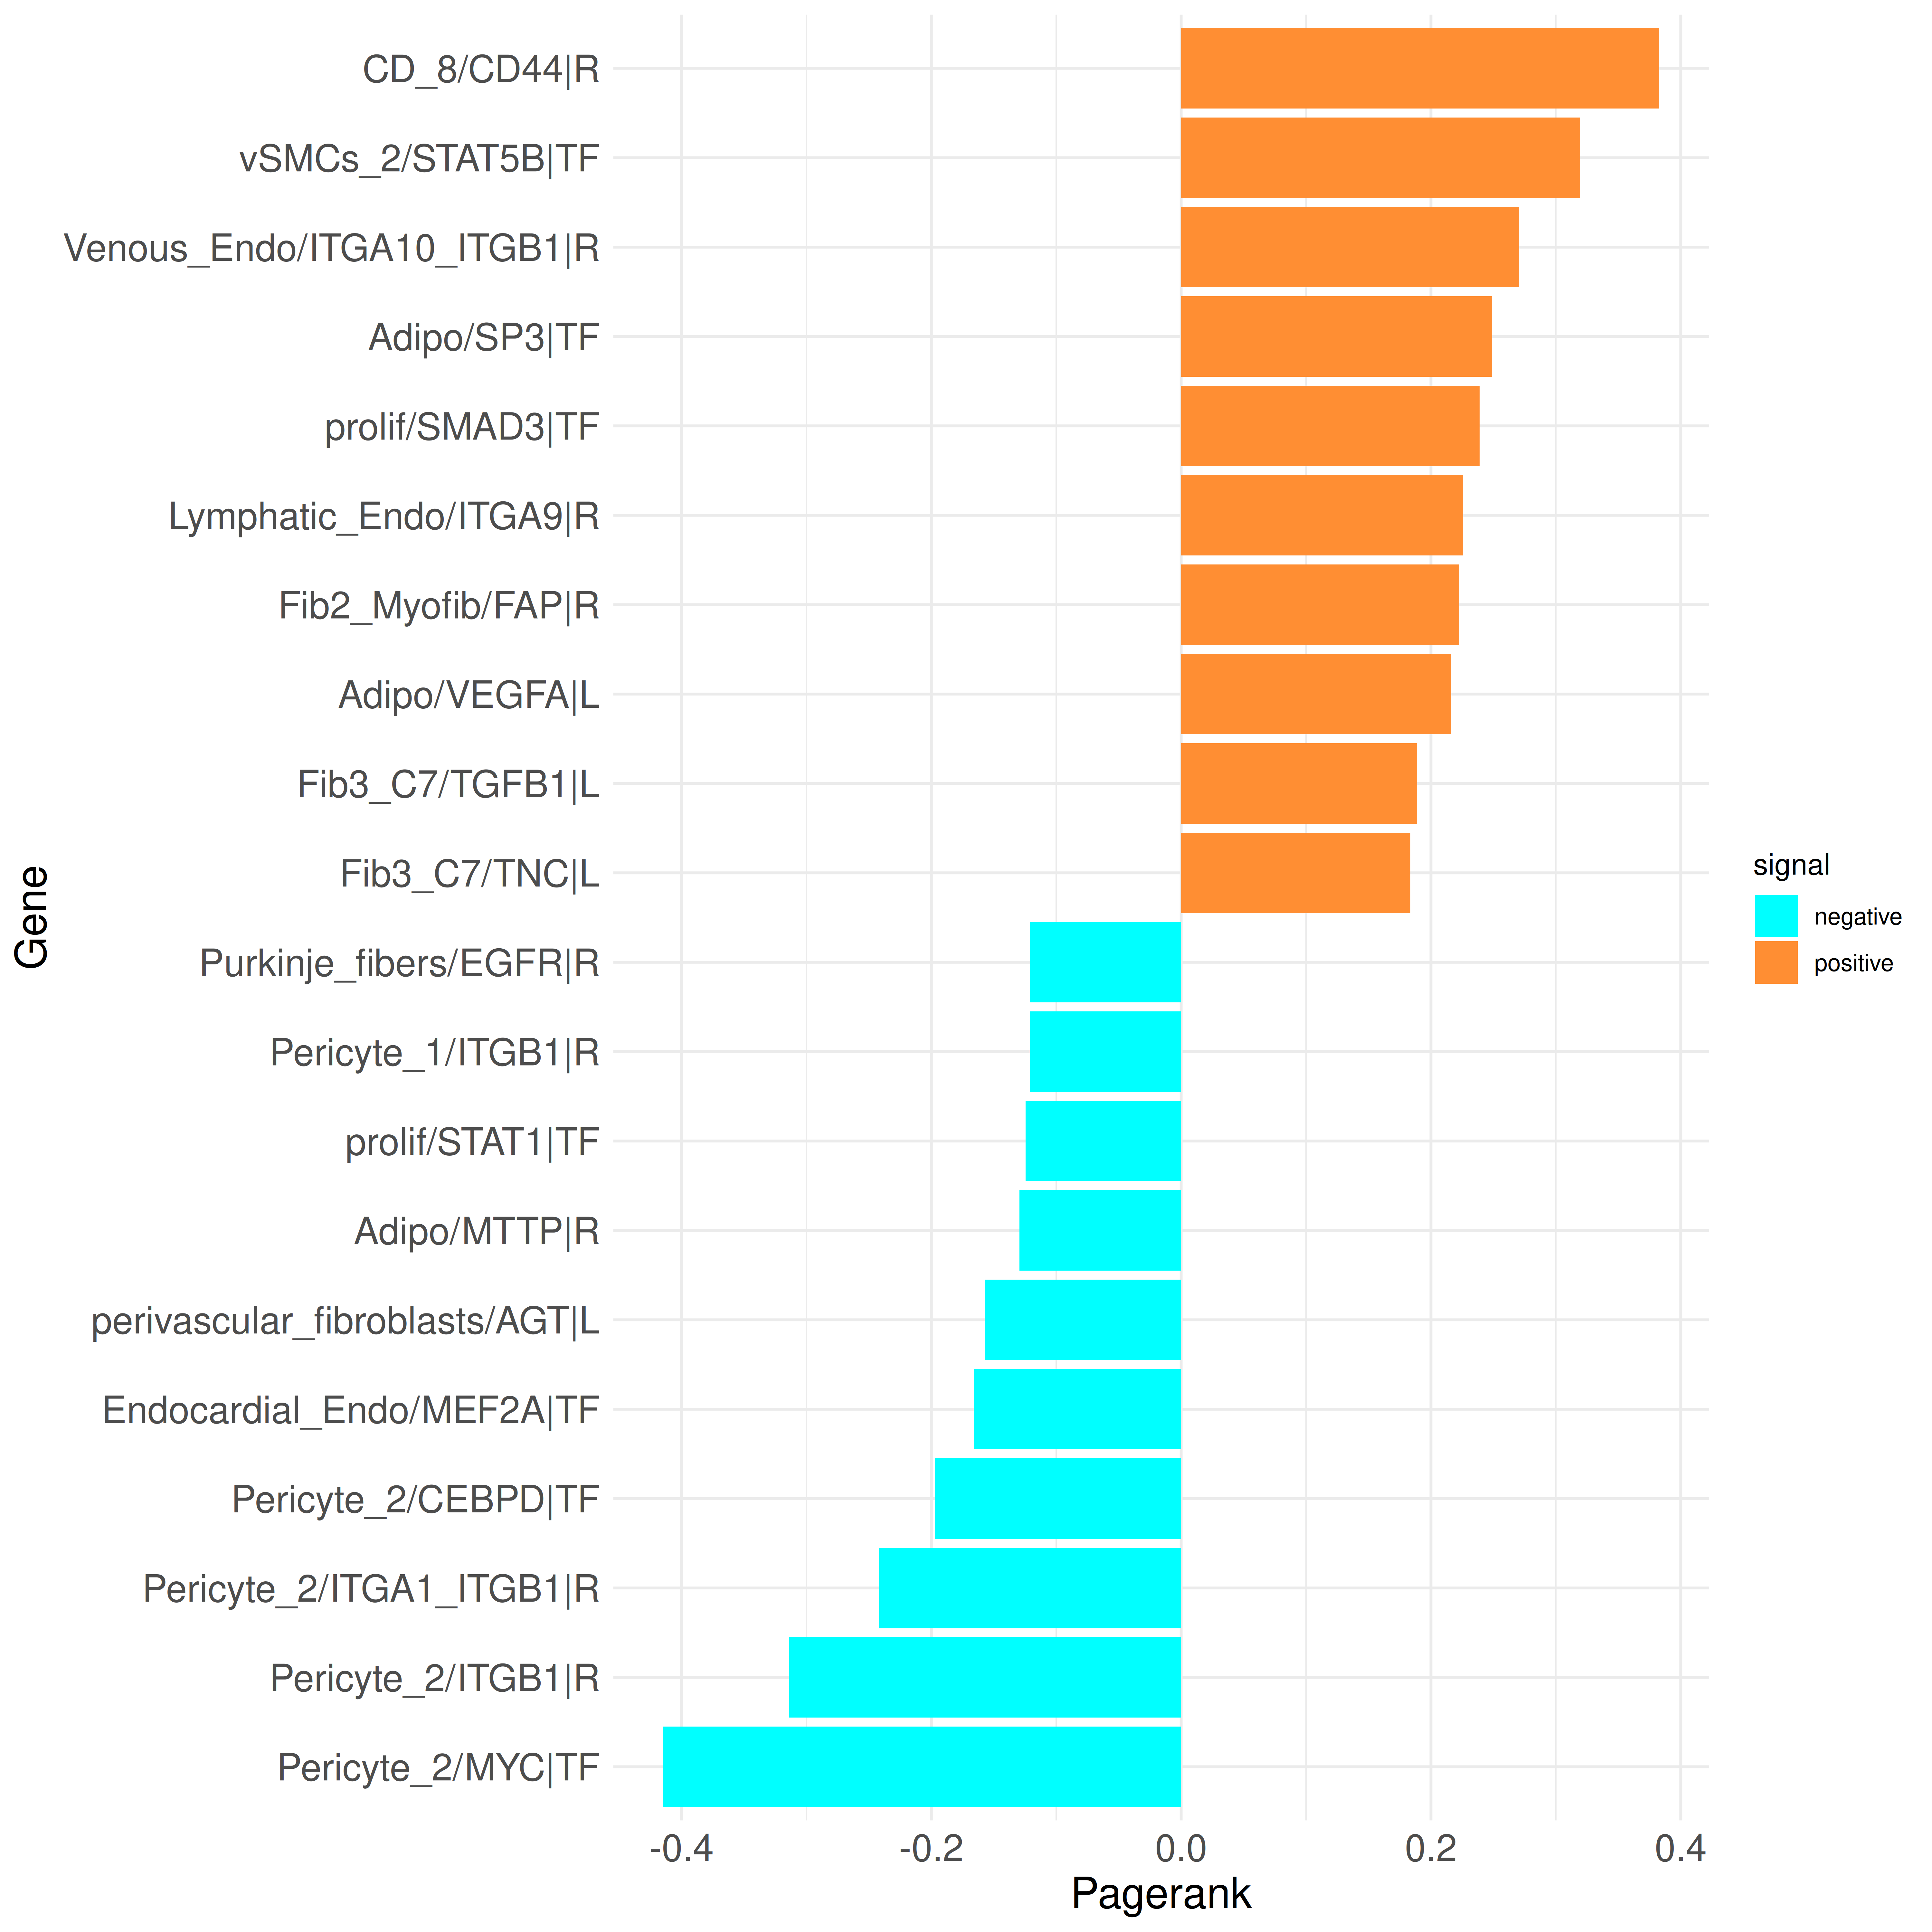 CD_8/CD44|R
vSMCs_2/STAT5B|TF
Venous_Endo/ITGA10_ITGB1|R
Adipo/SP3|TF
prolif/SMAD3|TF
Lymphatic_Endo/ITGA9|R
Fib2_Myofib/FAP|R
Adipo/VEGFA|L
Fib3_C7/TGFB1|L
Fib3_C7/TNC|L
Purkinje_fibers/EGFR|R
Pericyte_1/ITGB1|R
prolif/STAT1|TF
Adipo/MTTP|R
perivascular_fibroblasts/AGT|L
Endocardial_Endo/MEF2A|TF
Pericyte_2/CEBPD|TF
Pericyte_2/ITGA1_ITGB1|R
Pericyte_2/ITGB1|R
Pericyte_2/MYC|TF
Gene
-0.4 -0.2 0.0 0.2 0.4
Pagerank
signal
negative
positive